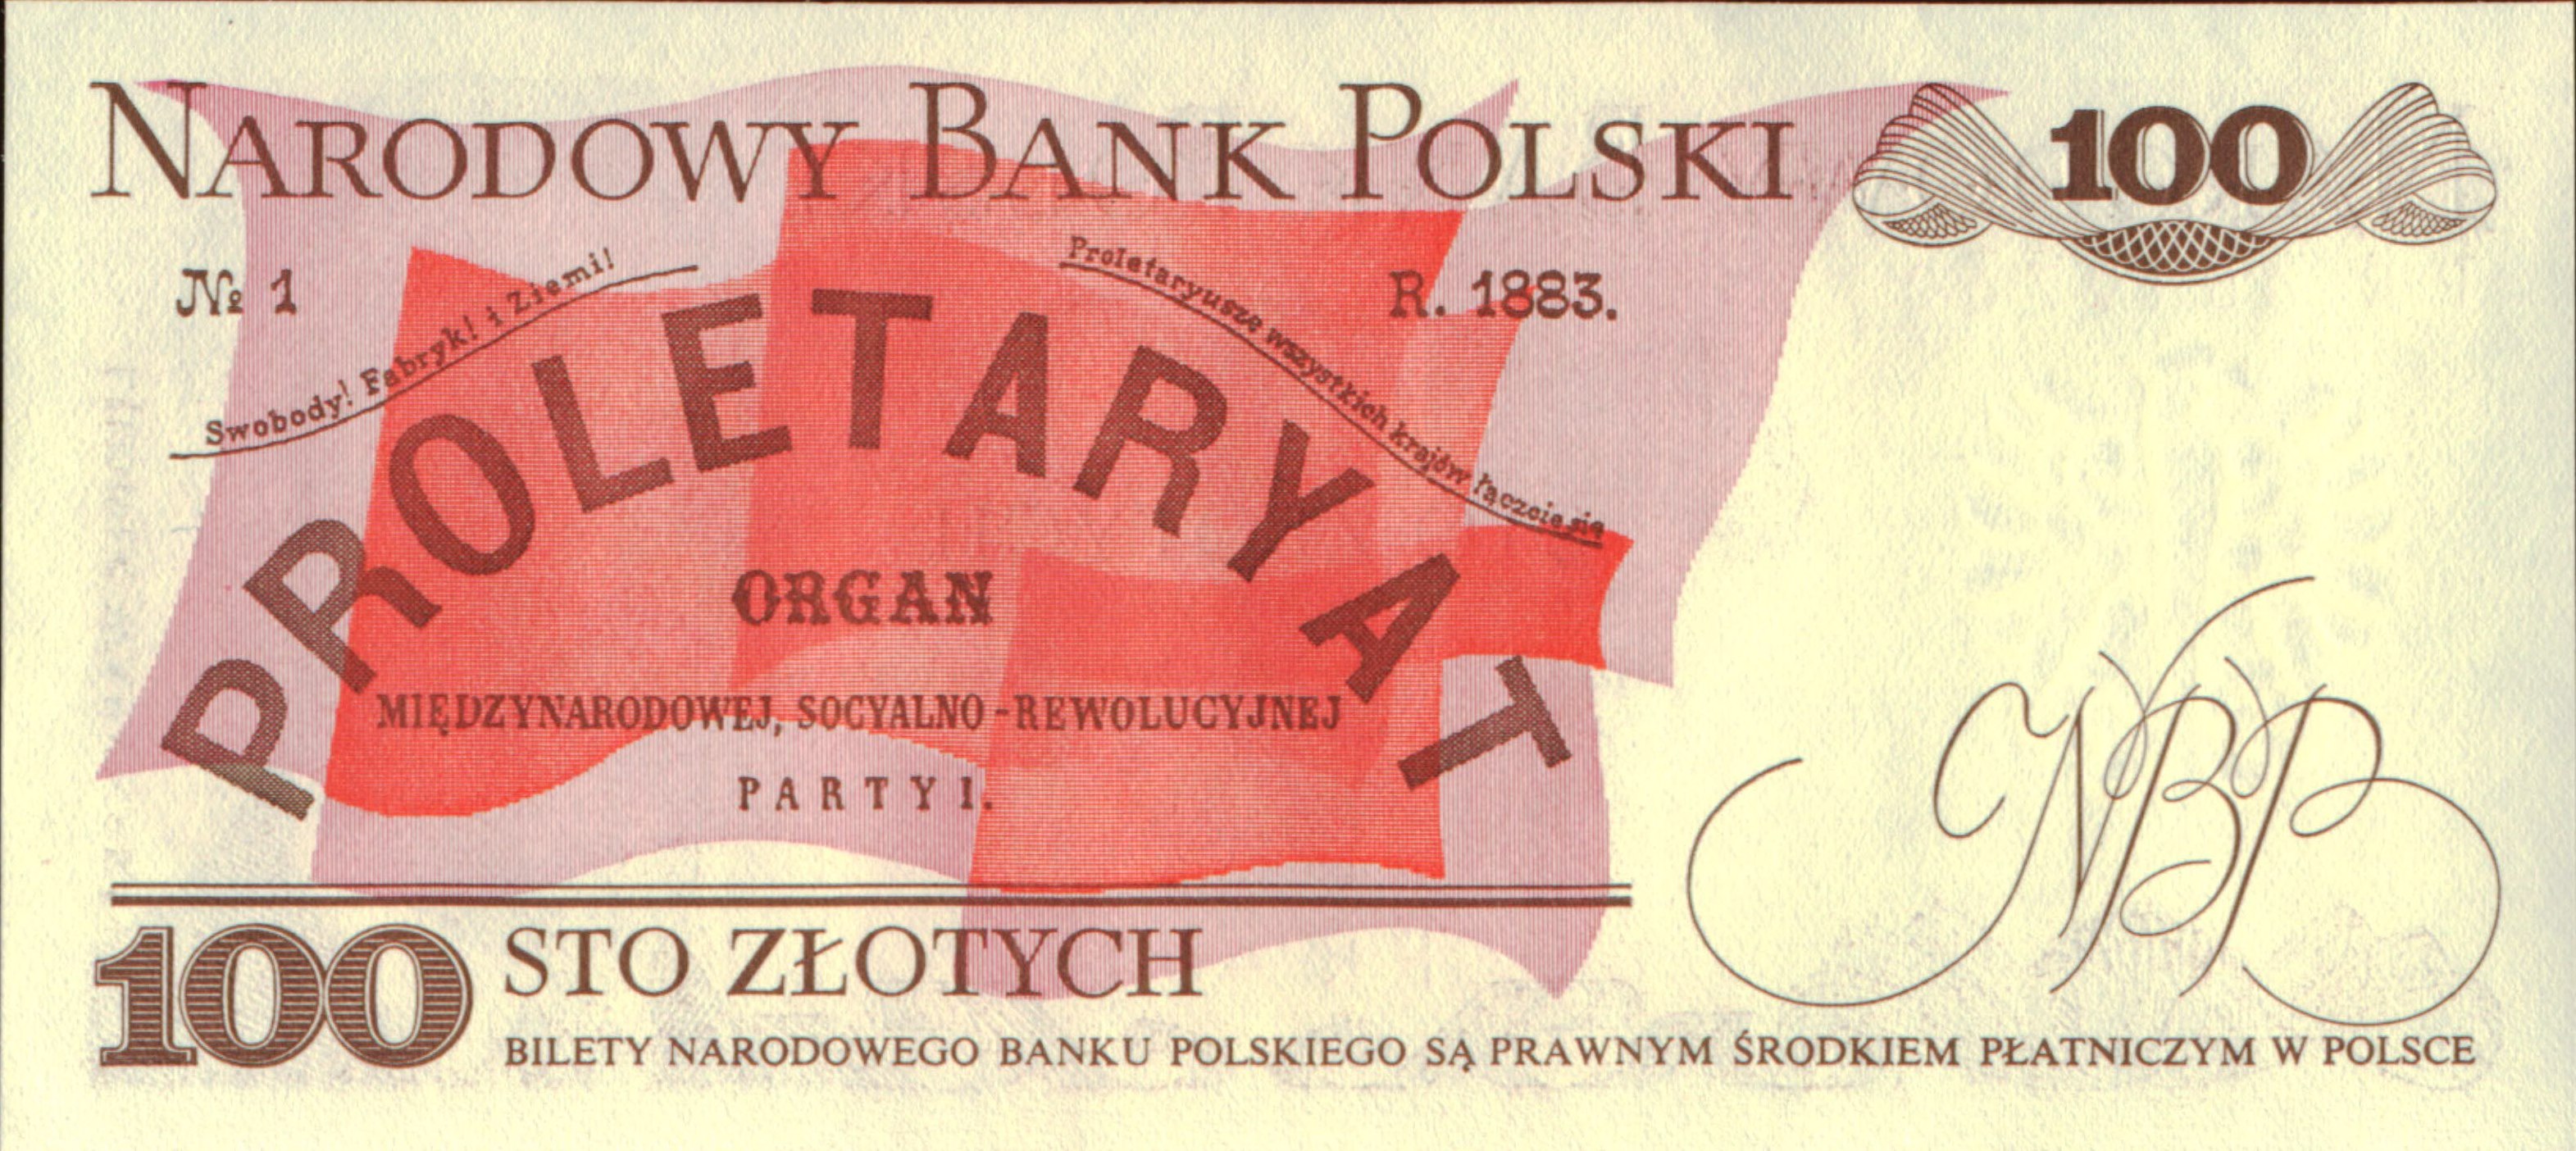 NARODOWY BANK POLSKI
100
№ 1
R. 1883.
Swobody! Fabryk! i Ziemi!
Proletaryusze wszystkich krajów łączcie się
PROLETARYAT
ORGAN
MIĘDZYNARODOWEJ, SOCYALNO-REWOLUCYJNEJ
PARTYI.
NBP
100 STO ZŁOTYCH
BILETY NARODOWEGO BANKU POLSKIEGO SĄ PRAWNYM ŚRODKIEM PŁATNICZYM W POLSCE